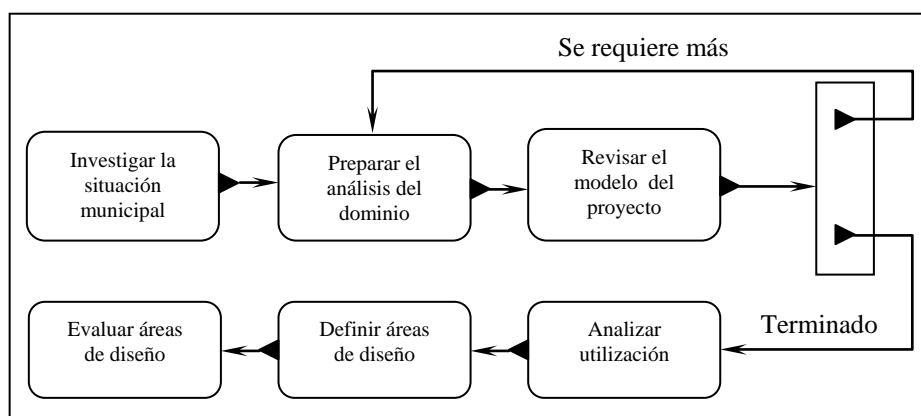 Se requiere más
Investigar la
situación
municipal
Preparar el
análisis del
dominio
Revisar el
modelo del
proyecto
Terminado
Evaluar áreas
de diseño
Definir áreas
de diseño
Analizar
utilización